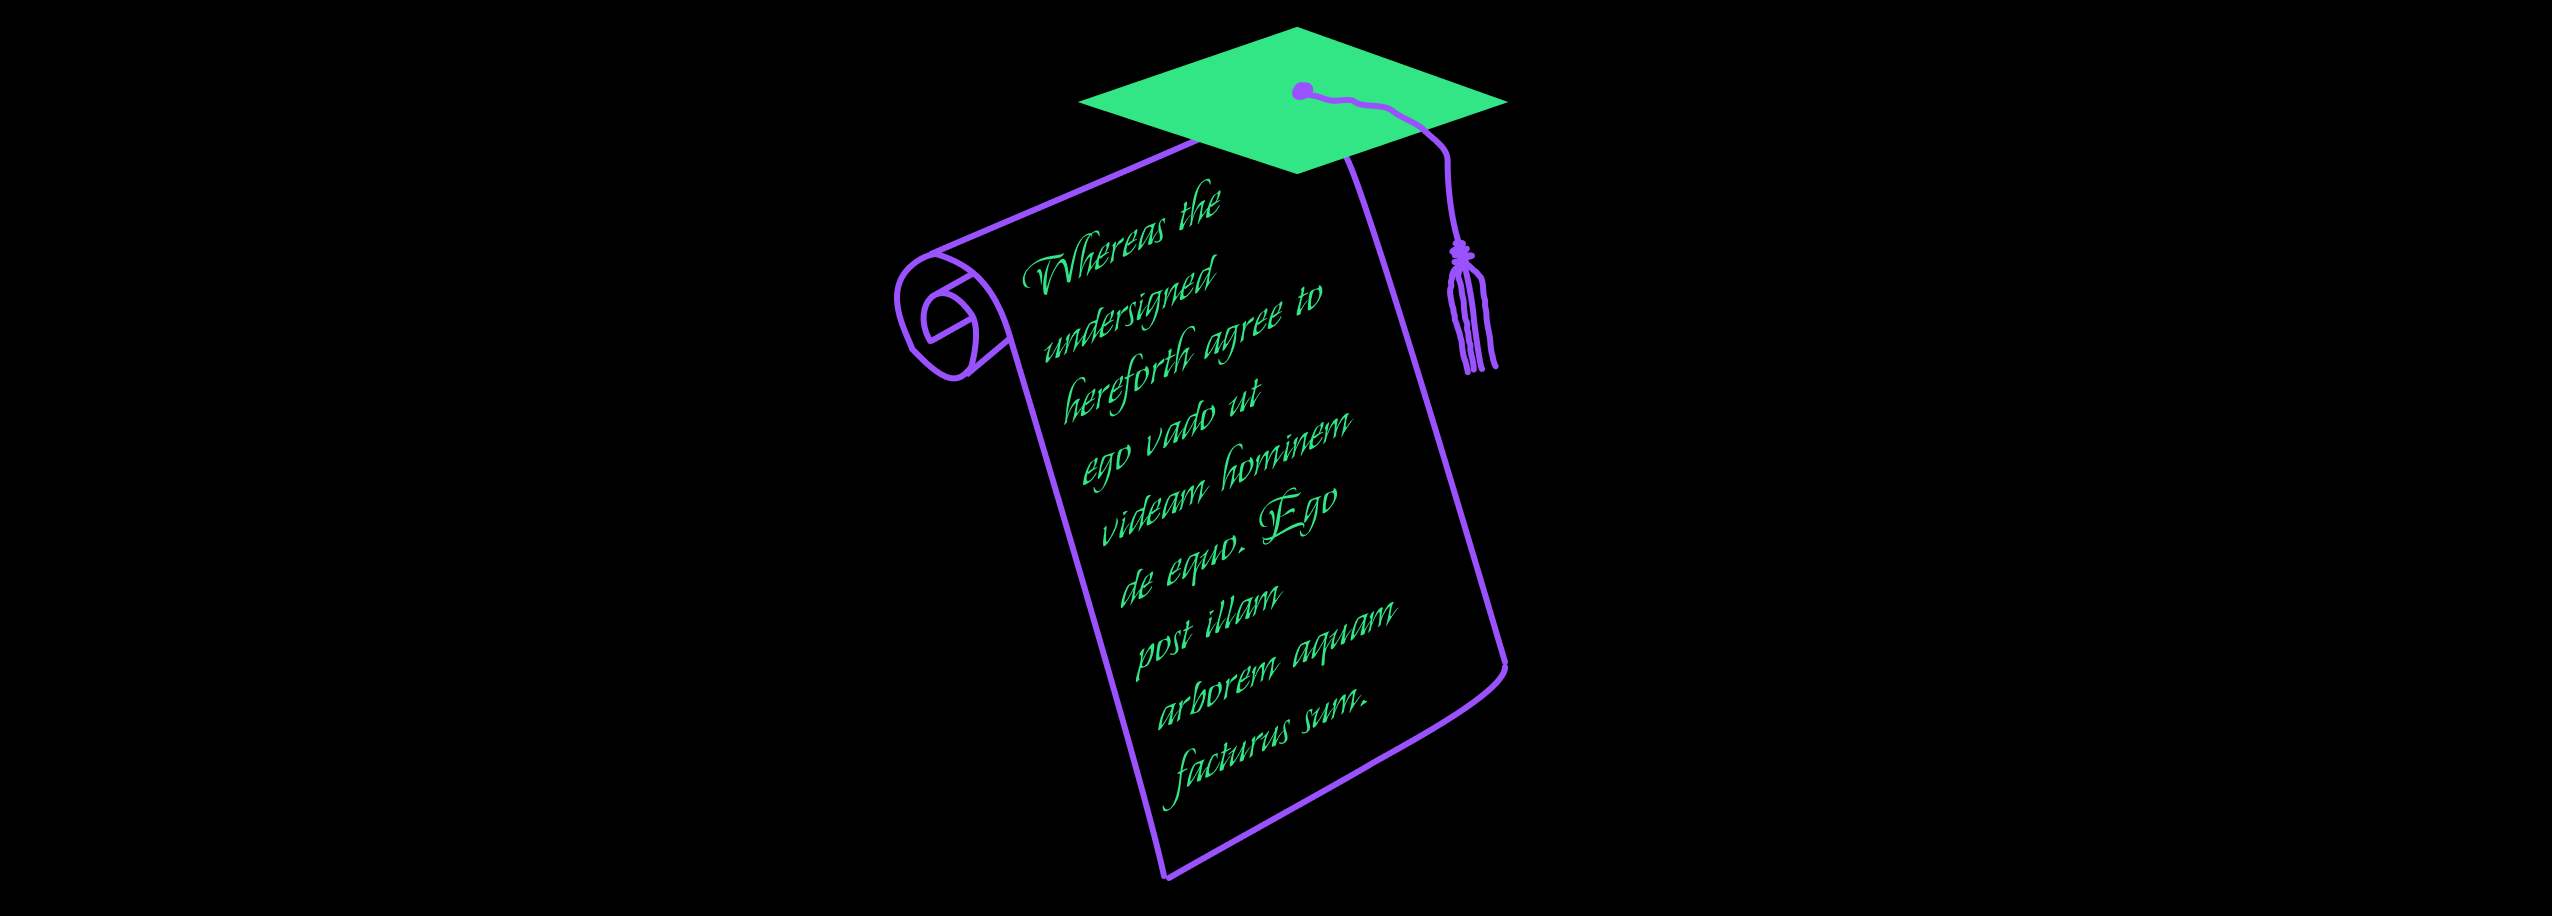 Whereas the
undersigned
hereforth agree to
ego vado ut
videam hominem
de equo. Ego
post illam
arborem aquam
facturus sum.